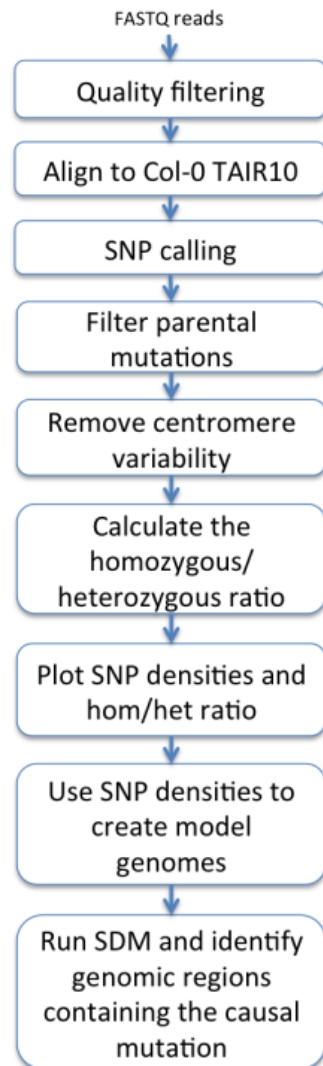 FASTQ reads
Quality filtering
Align to Col-0 TAIR10
SNP calling
Filter parental
mutations
Remove centromere
variability
Calculate the
homozygous/
heterozygous ratio
Plot SNP densities and
hom/het ratio
Use SNP densities to
create model
genomes
Run SDM and identify
genomic regions
containing the causal
mutation